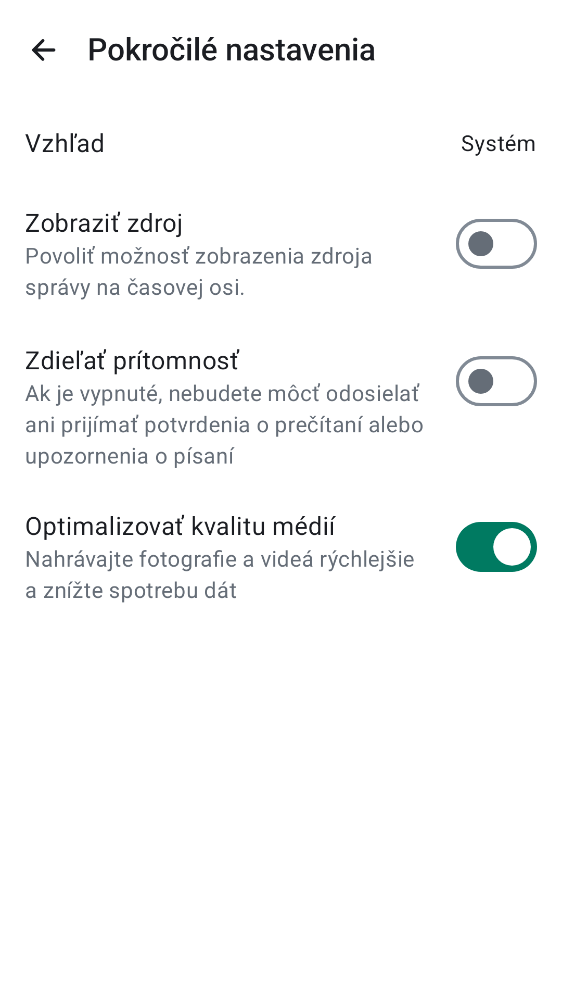 Pokročilé nastavenia
Vzhľad
Systém
Zobraziť zdroj
Povoliť možnosť zobrazenia zdroja
správy na časovej osi.
Zdieľať prítomnosť
Ak je vypnuté, nebudete môcť odosielať
ani prijímať potvrdenia o prečítaní alebo
upozornenia o písaní
Optimalizovať kvalitu médií
Nahrávajte fotografie a videá rýchlejšie
a znížte spotrebu dát